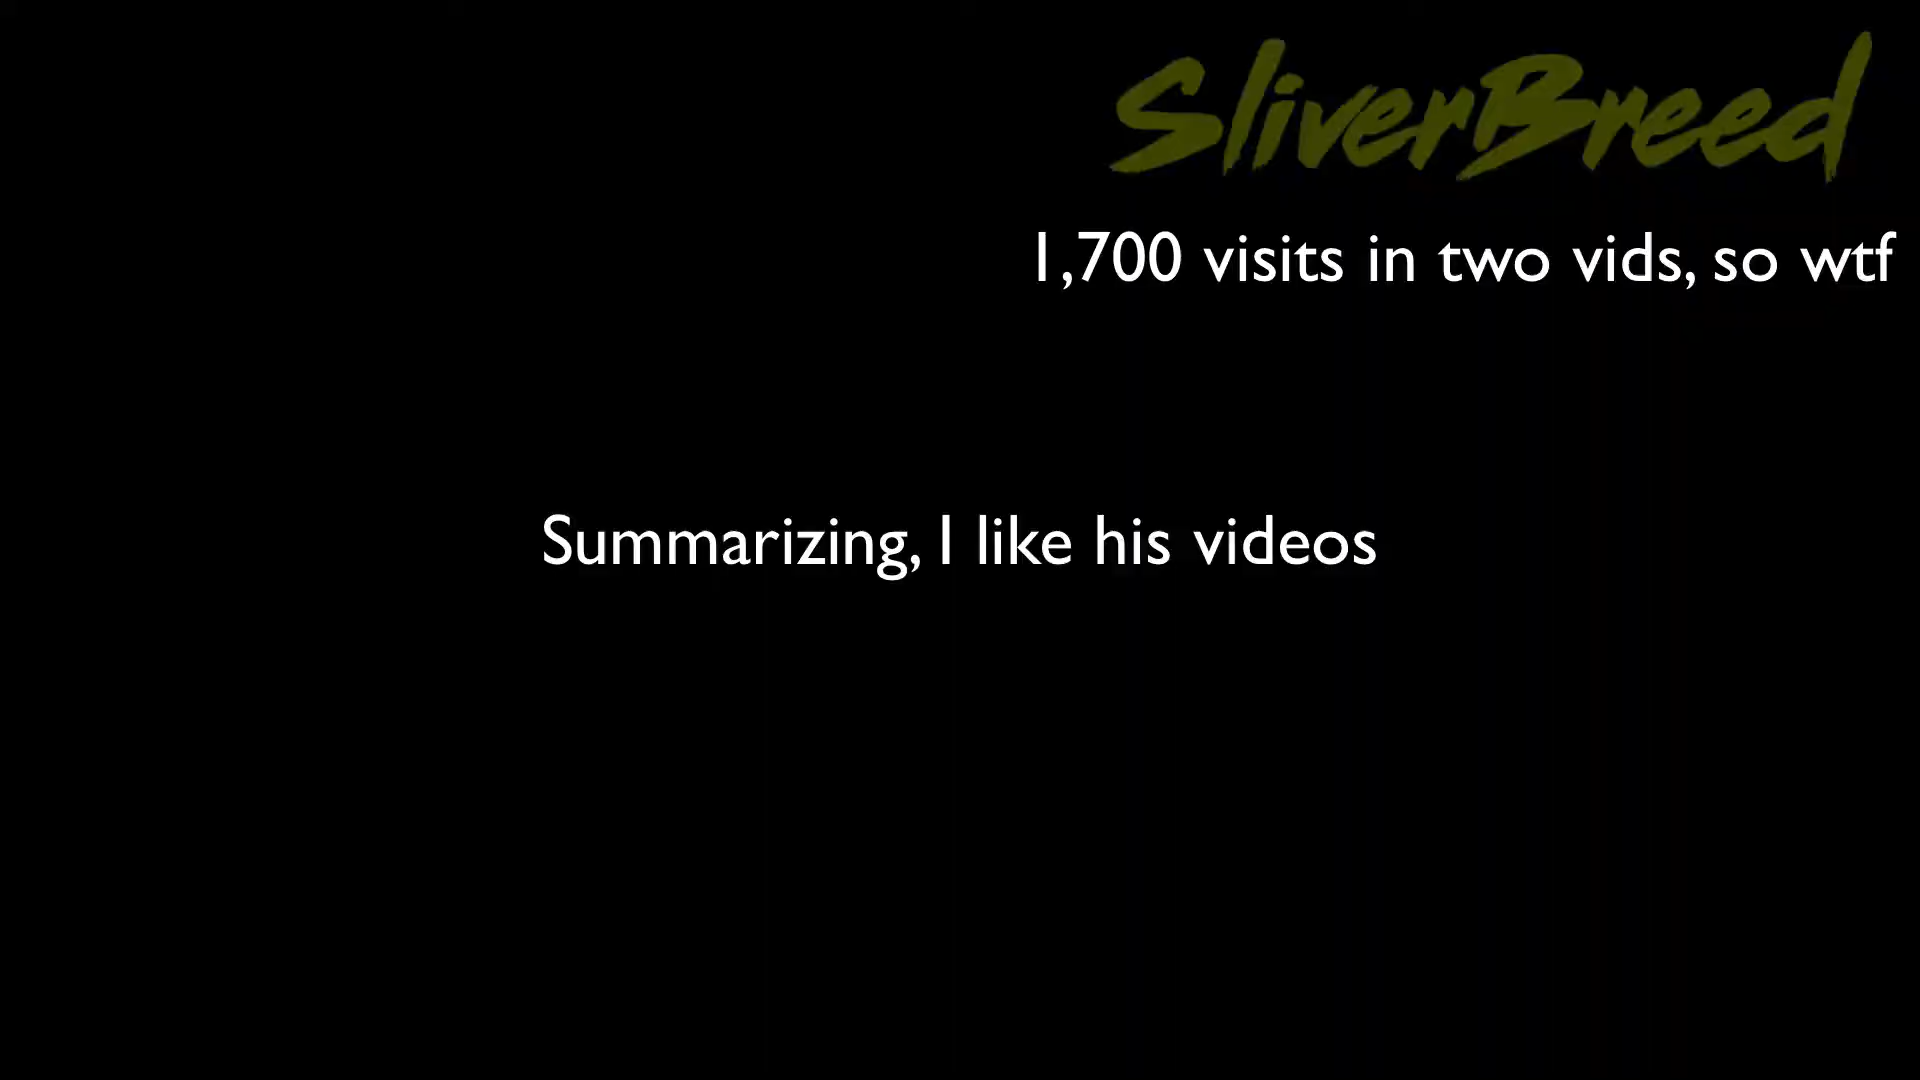 SliverBreed
1,700 visits in two vids, so wtf
Summarizing, I like his videos